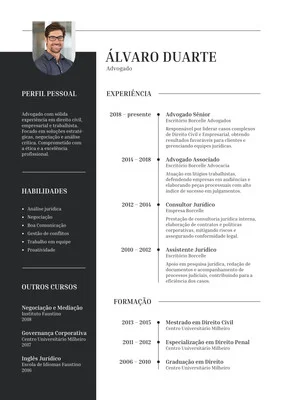 ÁLVARO DUARTE
Advogado
PERFIL PESSOAL
Advogado com sólida
experiência em direito civil,
empresarial e trabalhista.
Focado em soluções estraté-
gicas, negociação e análise
crítica. Comprometido com
a ética e a excelência
profissional.
HABILIDADES
Análise jurídica
Negociação
Boa Comunicação
Gestão de conflitos
Trabalho em equipe
Proatividade
OUTROS CURSOS
Negociação e Mediação
Instituto Faustino
2018
Governança Corporativa
Centro Universitário Milheiro
2008
Inglês Jurídico
Escola de Idiomas Faustino
2006
EXPERIÊNCIA
2018 - presente
Advogado Sênior
Escritório Borcelle Advogados
Responsável por liderar casos complexos
de Direito Civil e Empresarial, obtendo
resultados favoráveis para clientes e
gerenciando equipes jurídicas.
2014 - 2018
Advogado Associado
Escritório Borcelle Advocacia
Atuação em litígios trabalhistas,
defendendo empresas em audiências e
elaborando peças processuais com alto
índice de sucesso em julgamentos.
2012 - 2014
Consultor Jurídico
Empresa Borcelle
Prestação de consultoria jurídica interna,
elaboração de contratos e políticas
corporativas, mitigando riscos e
garantindo conformidade legal.
2010 - 2012
Assistente Jurídico
Escritório Borcelle
Apoio em pesquisa jurídica, redação de
documentos e acompanhamento de
processos judiciais, contribuindo para a
eficiência dos casos.
FORMAÇÃO
2013 - 2015
Mestrado em Direito Civil
Centro Universitário Milheiro
2011 - 2012
Especialização em Direito Penal
Centro Universitário Milheiro
2006 - 2010
Graduação em Direito
Centro Universitário Milheiro